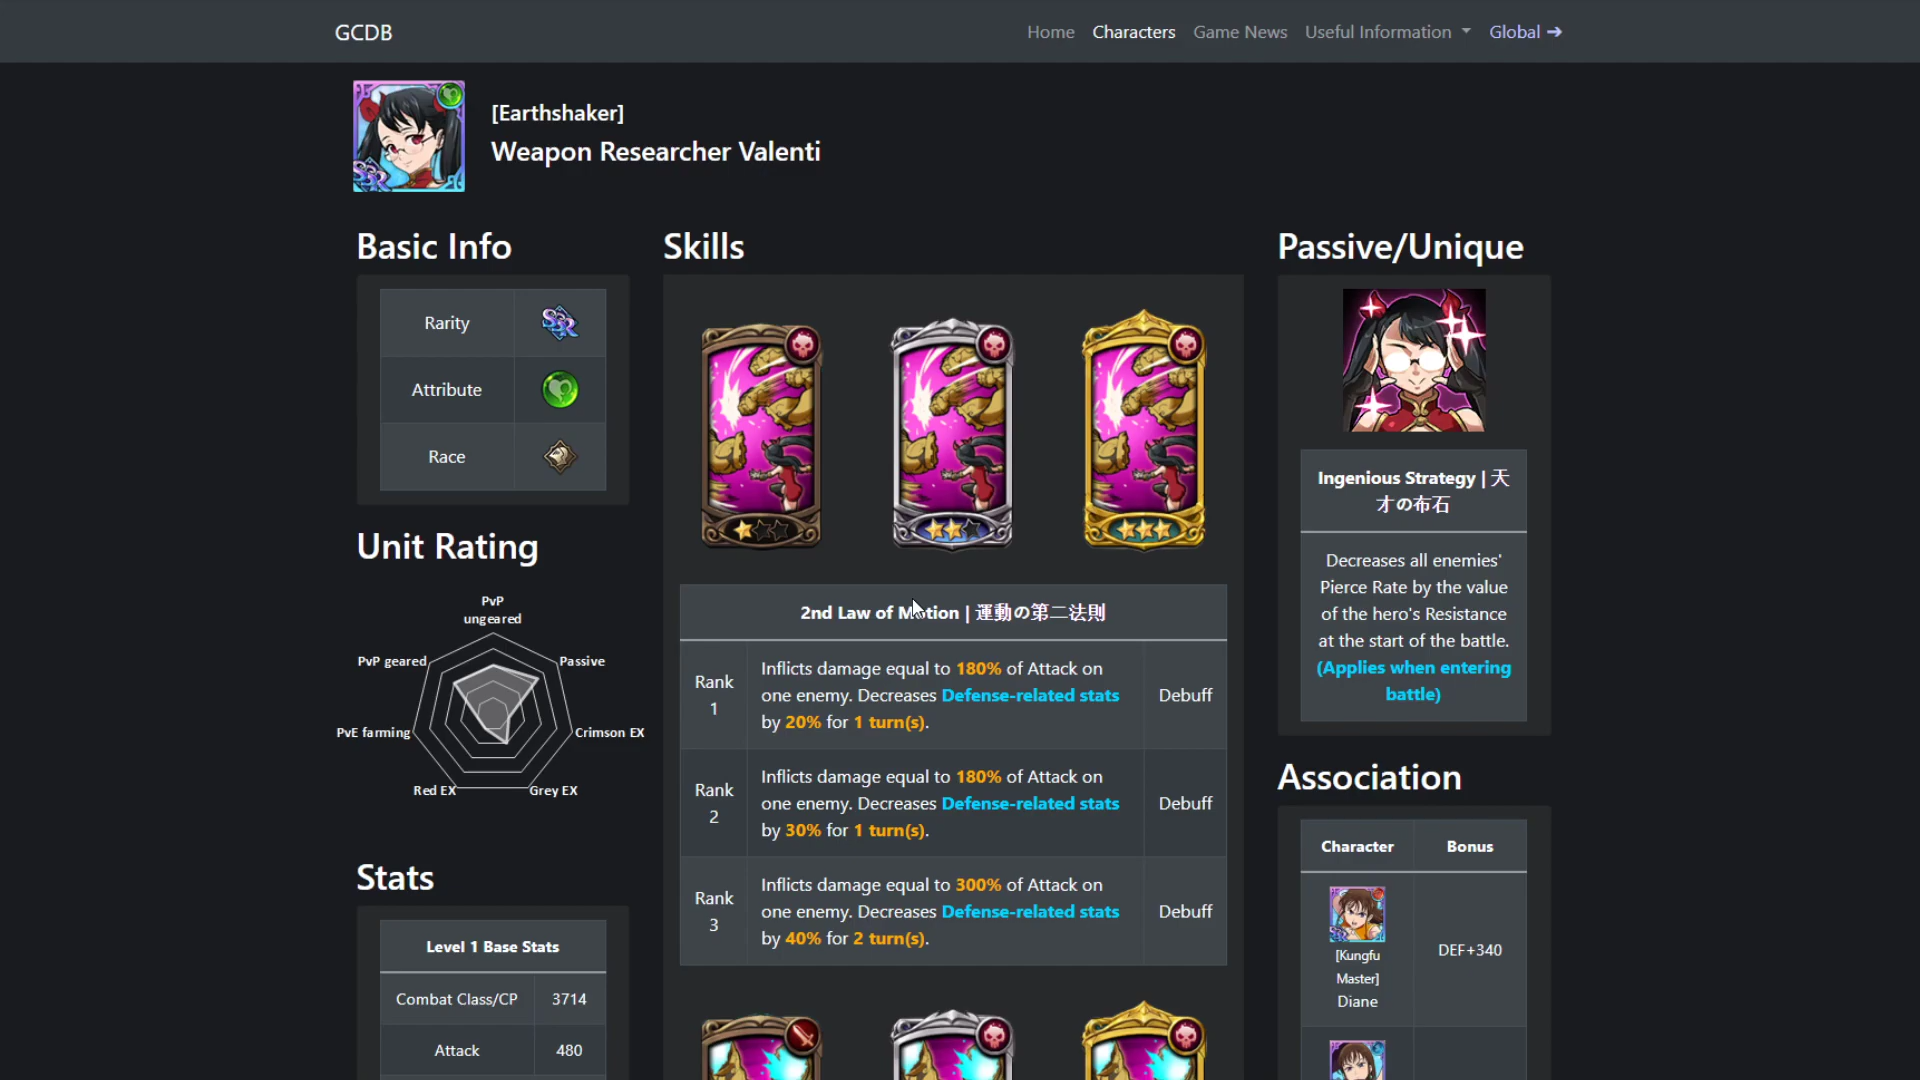 GCDB
Home Characters Game News Useful Information Global
[Earthshaker]
Weapon Researcher Valenti
Basic Info
Rarity
SSR
Attribute
Race
Unit Rating
PvP
ungeared
PvP geared
Passive
PvE farming
Crimson EX
Red EX
Grey EX
Stats
Level 1 Base Stats
Combat Class/CP 3714
Attack 480
Skills
2nd Law of Motion | 運動の第二法則
Rank
1
Inflicts damage equal to 180% of Attack on
one enemy. Decreases Defense-related stats
by 20% for 1 turn(s).
Debuff
Rank
2
Inflicts damage equal to 180% of Attack on
one enemy. Decreases Defense-related stats
by 30% for 1 turn(s).
Debuff
Rank
3
Inflicts damage equal to 300% of Attack on
one enemy. Decreases Defense-related stats
by 40% for 2 turn(s).
Debuff
Passive/Unique
Ingenious Strategy | 天
才の布石
Decreases all enemies'
Pierce Rate by the value
of the hero's Resistance
at the start of the battle.
(Applies when entering
battle)
Association
Character Bonus
[Kungfu
Master]
Diane
DEF+340